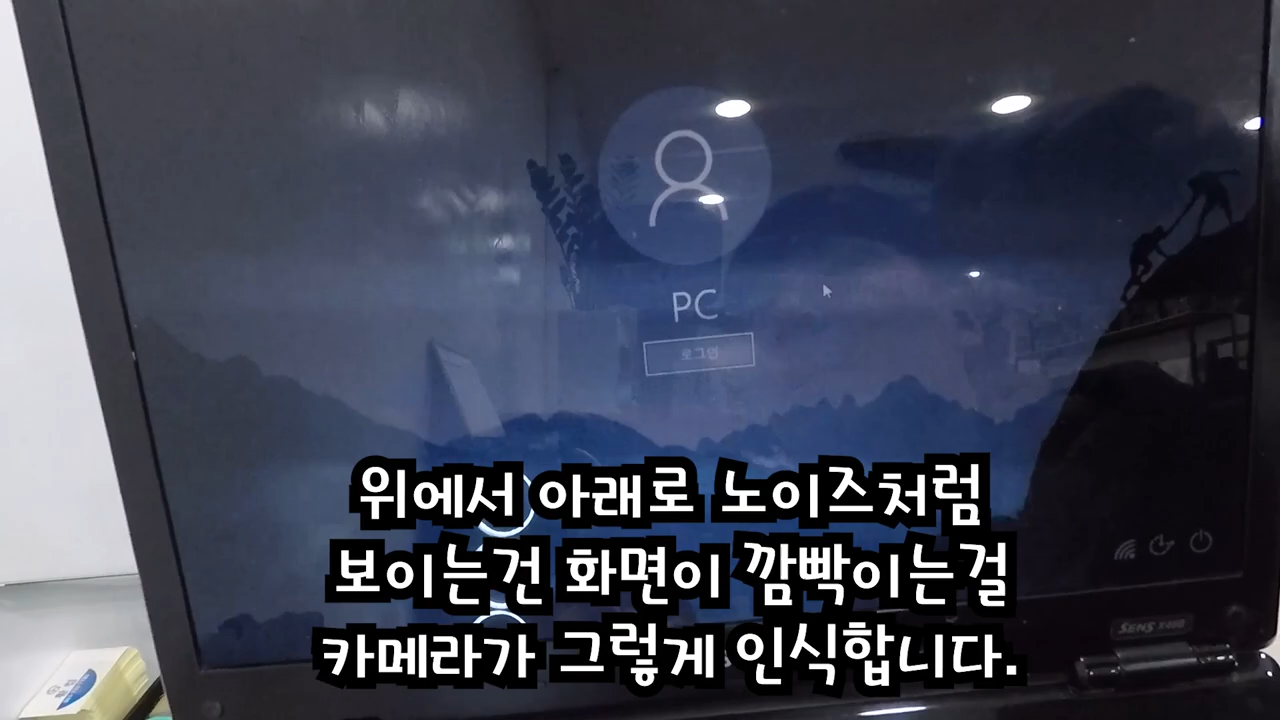 PC
로그인
위에서 아래로 노이즈처럼
보이는건 화면이 깜빡이는걸
카메라가 그렇게 인식합니다.
SENS